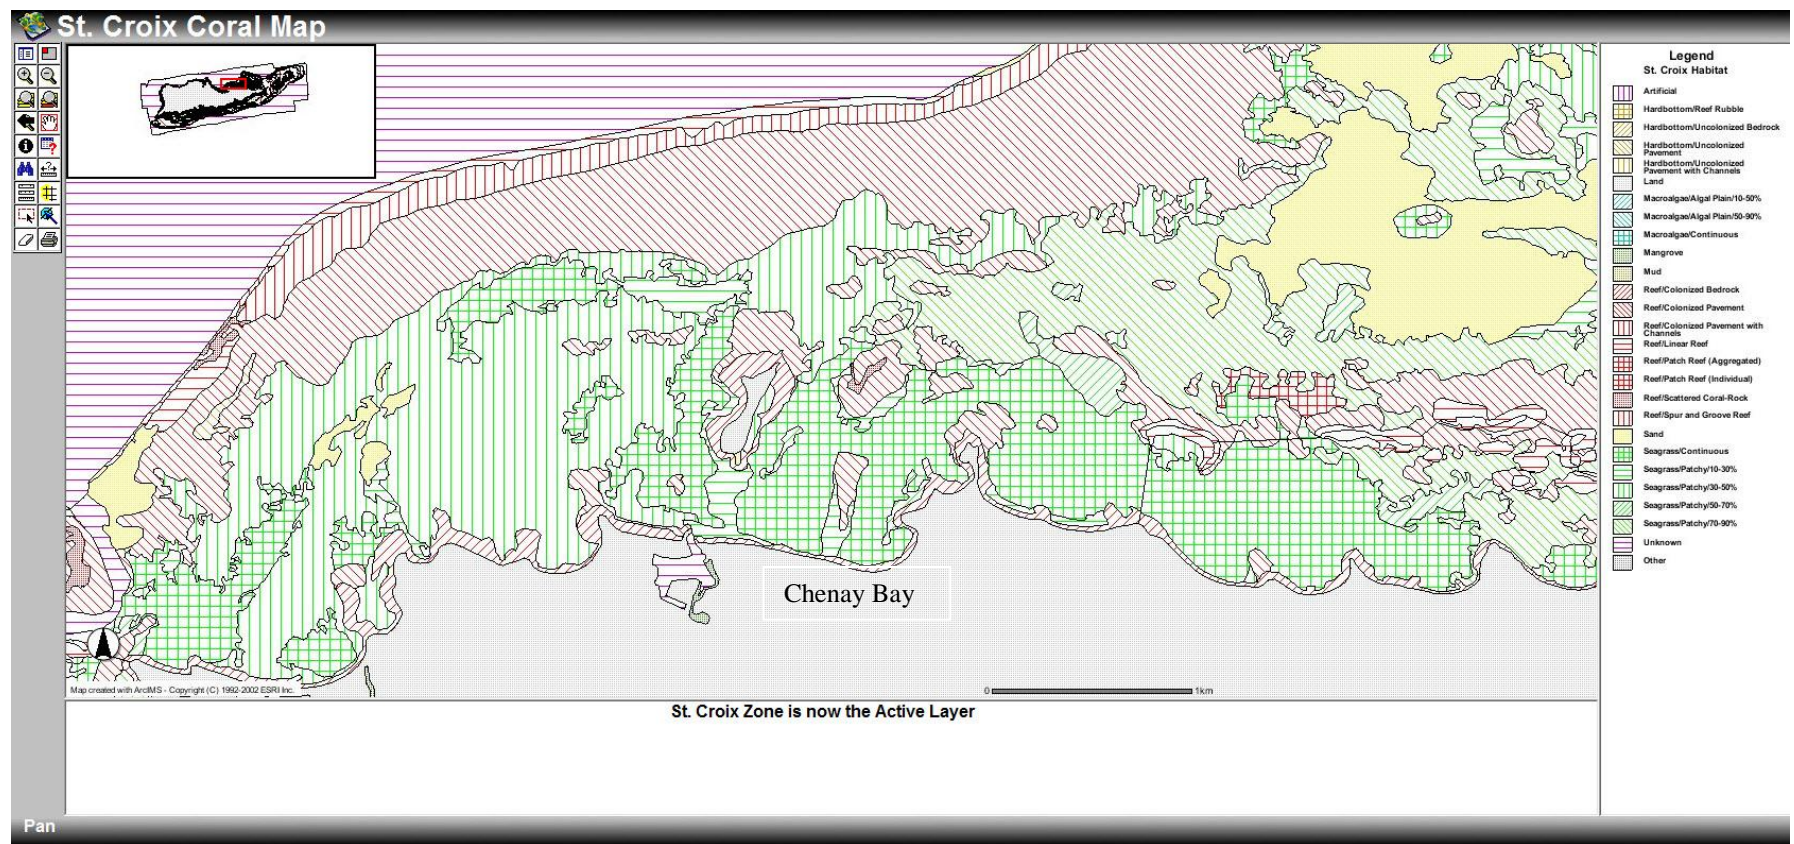 St. Croix Coral Map
Legend
St. Croix Habitat
Artificial
Hardbottom/Reef Rubble
Hardbottom/Uncolonized Bedrock
Hardbottom/Uncolonized
Pavement
Hardbottom/Uncolonized
Pavement with Channels
Land
Macroalgae/Algal Plain/10-50%
Macroalgae/Algal Plain/50-90%
Macroalgae/Continuous
Mangrove
Mud
Reef/Colonized Bedrock
Reef/Colonized Pavement
Reef/Colonized Pavement with
Channels
Reef/Linear Reef
Reef/Patch Reef (Aggregated)
Reef/Patch Reef (Individual)
Reef/Scattered Coral-Rock
Reef/Spur and Groove Reef
Sand
Seagrass/Continuous
Seagrass/Patchy/10-30%
Seagrass/Patchy/30-50%
Seagrass/Patchy/50-70%
Seagrass/Patchy/70-90%
Unknown
Other
Chenay Bay
Map created with ArcIMS - Copyright (C) 1992-2002 ESRI Inc.
0 1km
St. Croix Zone is now the Active Layer
Pan